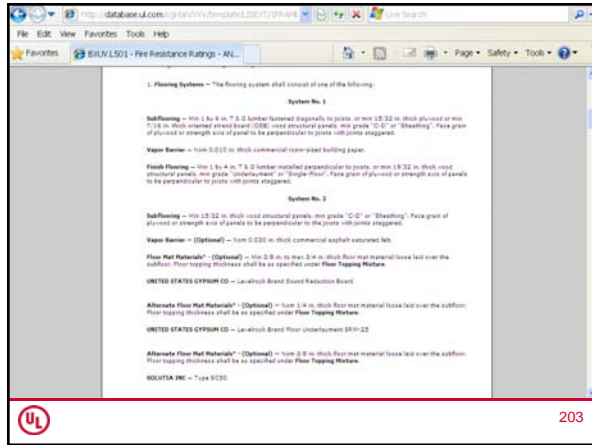 http://database.ul.com/cgi-bin/XYV/template/LISEXT/1FRAME
Live Search
File Edit View Favorites Tools Help
Favorites BXUV.L501 - Fire Resistance Ratings - AN... Page Safety Tools
1. Flooring Systems — The flooring system shall consist of one of the following:
System No. 1
Subflooring — Min 1 by 6 in. T & G lumber fastened diagonally to joists, or min 15/32 in. thick plywood or min
7/16 in. thick oriented strand board (OSB) wood structural panels, min grade "C-D" or "Sheathing". Face grain
of plywood or strength axis of panel to be perpendicular to joists with joints staggered.
Vapor Barrier — Nom 0.010 in. thick commercial rosin-sized building paper.
Finish Flooring — Min 1 by 4 in. T & G lumber installed perpendicular to joists, or min 19/32 in. thick wood
structural panels, min grade "Underlayment" or "Single-Floor". Face grain of plywood or strength axis of panels
to be perpendicular to joists with joints staggered.
System No. 2
Subflooring — Min 15/32 in. thick wood structural panels, min grade "C-D" or "Sheathing". Face grain of
plywood or strength axis of panels to be perpendicular to the joists with joints staggered.
Vapor Barrier — (Optional) — Nom 0.030 in. thick commercial asphalt saturated felt.
Floor Mat Materials* - (Optional) — Min 3/8 in. to max 3/4 in. thick floor mat material loose laid over the
subfloor. Floor topping thickness shall be as specified under Floor Topping Mixture.
UNITED STATES GYPSUM CO — Levelrock Brand Sound Reduction Board
Alternate Floor Mat Materials* - (Optional) — Nom 1/4 in. thick floor mat material loose laid over the subfloor.
Floor topping thickness shall be as specified under Floor Topping Mixture.
UNITED STATES GYPSUM CO — Levelrock Brand Floor Underlayment SRM-25
Alternate Floor Mat Materials* - (Optional) — Nom 3/8 in. thick floor mat material loose laid over the subfloor.
Floor topping thickness shall be as specified under Floor Topping Mixture.
SOLUTIA INC — Type SC50
UL
203